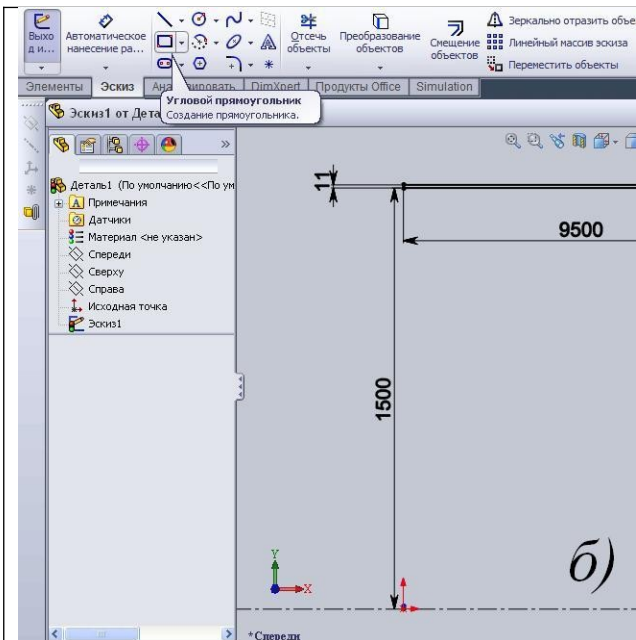 Выхо
д и...
Автоматическое
нанесение ра...
Отсечь
объекты
Преобразование
объектов
Смещение
объектов
Зеркально отразить объе
Линейный массив эскиза
Переместить объекты
Элементы
Эскиз
DimXpert
Продукты Office
Simulation
Угловой прямоугольник
Создание прямоугольника.
Эскиз1 от Дета
Деталь1 (По умолчанию<<По ум
Примечания
Датчики
Материал <не указан>
Спереди
Сверху
Справа
Исходная точка
Эскиз1
11
9500
1500
Y
X
б)
*Спереди